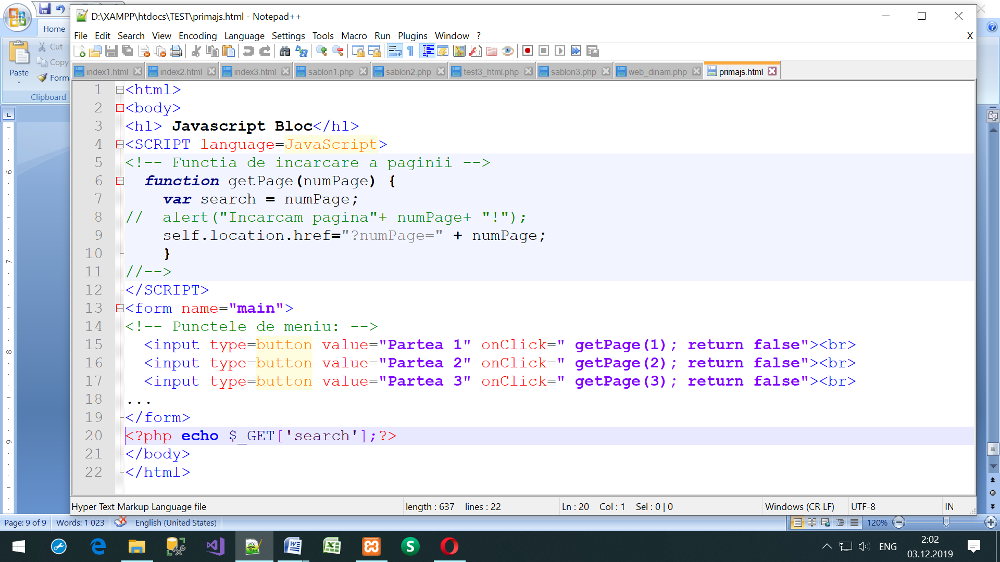 D:\XAMPP\htdocs\TEST\primajs.html - Notepad++
Home
File Edit Search View Encoding Language Settings Tools Macro Run Plugins Window ? X
Cut
Copy
Paste
Form
Clipboard
index1.html index2.html index3.html sablon1.php sablon2.php test3_html.php sablon3.php web_dinam.php primajs.html
1 <html>
2 <body>
3 <h1> Javascript Bloc</h1>
4 <SCRIPT language=JavaScript>
5 <!-- Functia de incarcare a paginii -->
6   function getPage(numPage) {
7     var search = numPage;
8 //  alert("Incarcam pagina"+ numPage+ "!");
9     self.location.href="?numPage=" + numPage;
10     }
11 //-->
12 </SCRIPT>
13 <form name="main">
14 <!-- Punctele de meniu: -->
15   <input type=button value="Partea 1" onClick=" getPage(1); return false"><br>
16   <input type=button value="Partea 2" onClick=" getPage(2); return false"><br>
17   <input type=button value="Partea 3" onClick=" getPage(3); return false"><br>
18 ...
19 </form>
20 <?php echo $_GET['search'];?>
21 </body>
22 </html>
Hyper Text Markup Language file length : 637 lines : 22 Ln : 20 Col : 1 Sel : 0 | 0 Windows (CR LF) UTF-8 IN
Page: 9 of 9 Words: 1 023 English (United States) 120%
ENG
2:02
03.12.2019